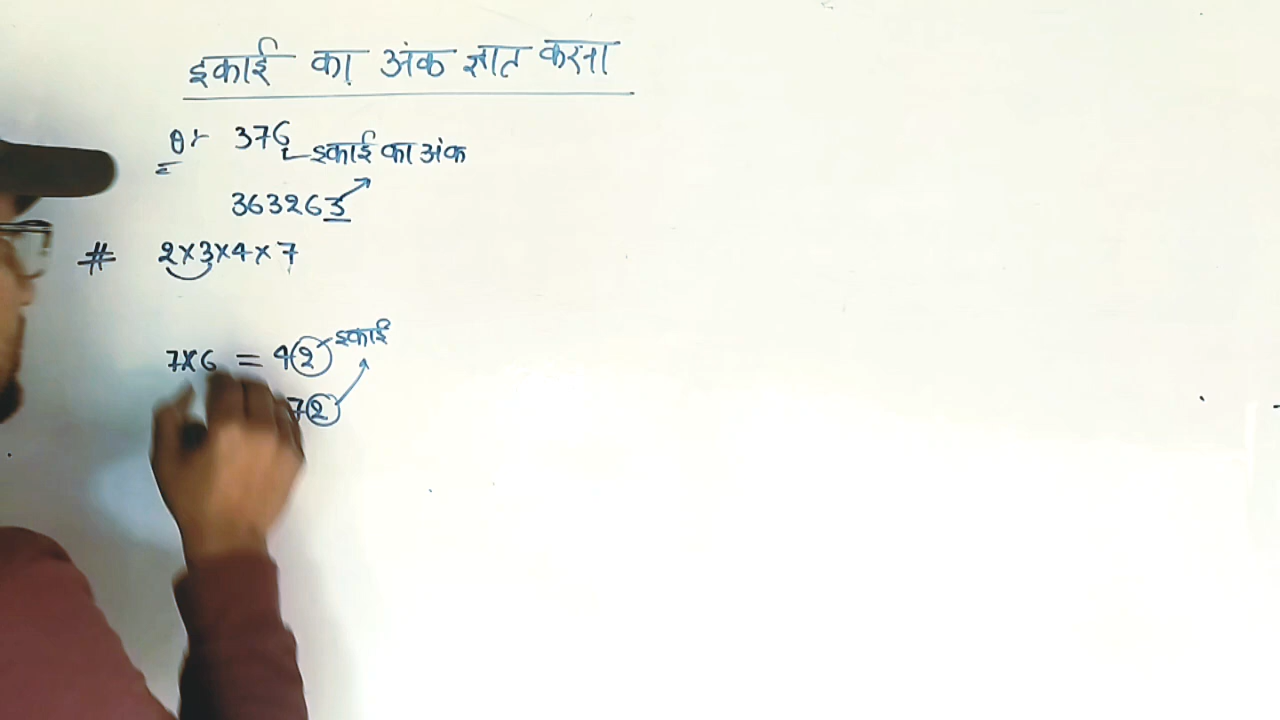 इकाई का अंक ज्ञात करना
Q:- 376 इकाई का अंक
363263
# 2×3×4×7
7×6 = 42 इकाई
72